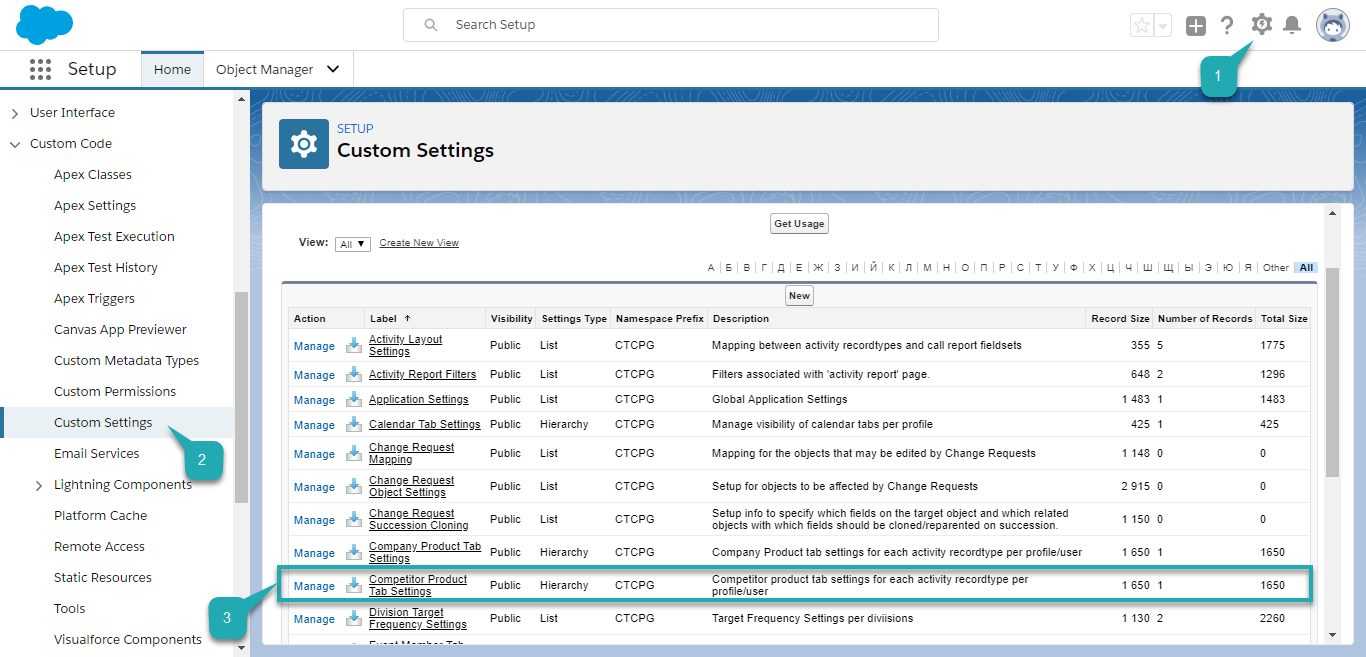 Search Setup
1
Setup
Home
Object Manager
User Interface
Custom Code
Apex Classes
Apex Settings
Apex Test Execution
Apex Test History
Apex Triggers
Canvas App Previewer
Custom Metadata Types
Custom Permissions
Custom Settings
2
Email Services
Lightning Components
Platform Cache
Remote Access
Static Resources
3
Tools
Visualforce Components
SETUP
Custom Settings
Get Usage
View: All ▼ Create New View
А | Б | В | Г | Д | Е | Ж | З | И | Й | К | Л | М | Н | О | П | Р | С | Т | У | Ф | Х | Ц | Ч | Ш | Щ | Ы | Э | Ю | Я | Other All
New
Action Label ↑ Visibility Settings Type Namespace Prefix Description Record Size Number of Records Total Size
Manage Activity Layout Public List CTCPG Mapping between activity recordtypes and call report fieldsets 355 5 1775
Settings
Manage Activity Report Filters Public List CTCPG Filters associated with 'activity report' page. 648 2 1296
Manage Application Settings Public List CTCPG Global Application Settings 1 483 1 1483
Manage Calendar Tab Settings Public Hierarchy CTCPG Manage visibility of calendar tabs per profile 425 1 425
Manage Change Request Public List CTCPG Mapping for the objects that may be edited by Change Requests 1 148 0 0
Mapping
Manage Change Request Public List CTCPG Setup for objects to be affected by Change Requests 2 915 0 0
Object Settings
Manage Change Request Public List CTCPG Setup info to specify which fields on the target object and which related 1 150 0 0
Succession Cloning objects with which fields should be cloned/reparented on succession.
Manage Company Product Tab Public Hierarchy CTCPG Company Product tab settings for each activity recordtype per profile/user 1 650 1 1650
Settings
Manage Competitor Product Public Hierarchy CTCPG Competitor product tab settings for each activity recordtype per 1 650 1 1650
Tab Settings profile/user
Manage Division Target Public List CTCPG Target Frequency Settings per diviisions 1 130 2 2260
Frequency Settings